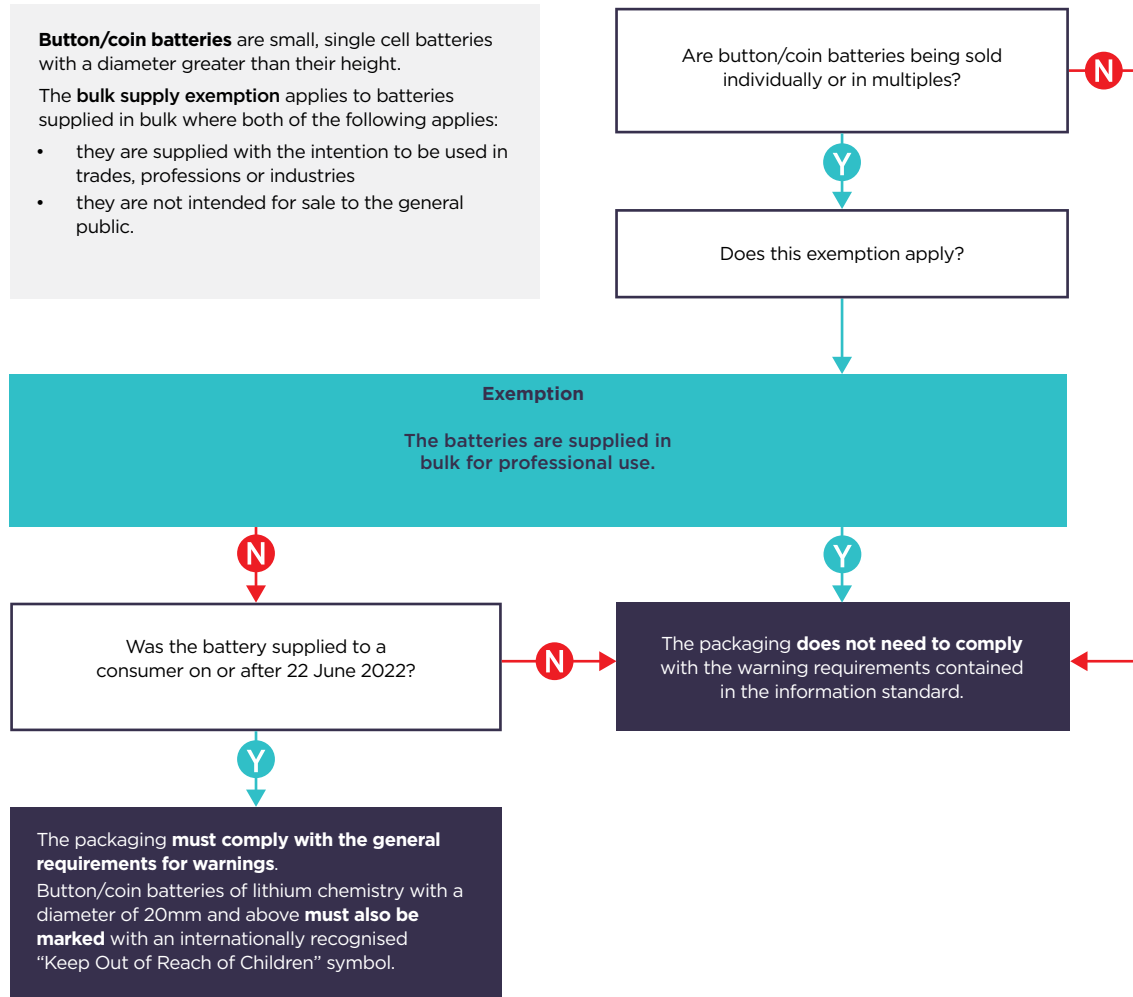 Button/coin batteries are small, single cell batteries
with a diameter greater than their height.
The bulk supply exemption applies to batteries
supplied in bulk where both of the following applies:
• they are supplied with the intention to be used in
trades, professions or industries
• they are not intended for sale to the general
public.
Are button/coin batteries being sold
individually or in multiples?
N
Y
Does this exemption apply?
Exemption
The batteries are supplied in
bulk for professional use.
N
Y
Was the battery supplied to a
consumer on or after 22 June 2022?
N
The packaging does not need to comply
with the warning requirements contained
in the information standard.
Y
The packaging must comply with the general
requirements for warnings.
Button/coin batteries of lithium chemistry with a
diameter of 20mm and above must also be
marked with an internationally recognised
“Keep Out of Reach of Children” symbol.